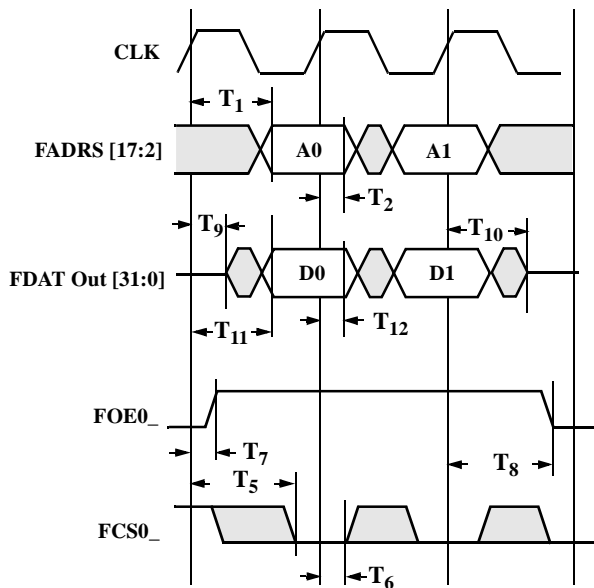 CLK
T1
FADRS [17:2]
A0
A1
T2
T9
T10
FDAT Out [31:0]
D0
D1
T11
T12
FOE0_
T7
T8
T5
FCS0_
T6